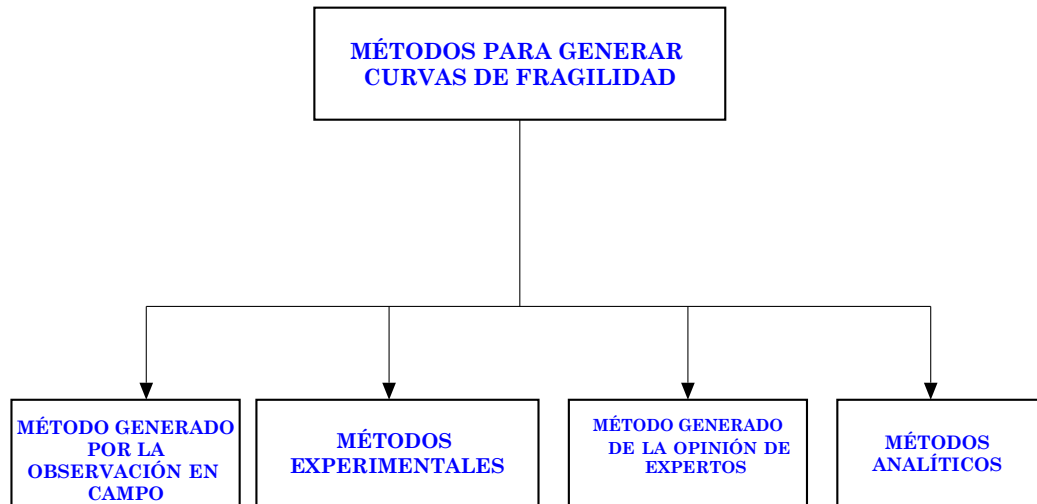 MÉTODOS PARA GENERAR
CURVAS DE FRAGILIDAD
MÉTODO GENERADO
POR LA
OBSERVACIÓN EN
CAMPO
MÉTODOS
EXPERIMENTALES
MÉTODO GENERADO
DE LA OPINIÓN DE
EXPERTOS
MÉTODOS
ANALÍTICOS